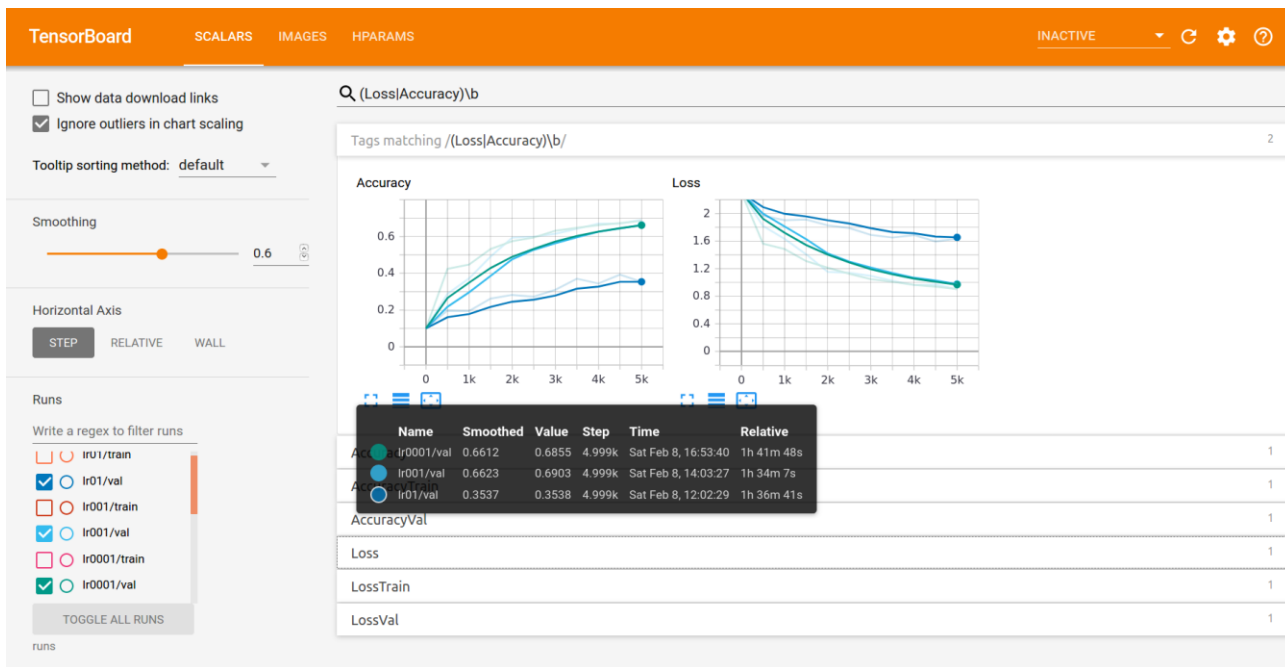 TensorBoard SCALARS IMAGES HPARAMS INACTIVE
Show data download links
Ignore outliers in chart scaling
Tooltip sorting method: default
Smoothing
0.6
Horizontal Axis
STEP RELATIVE WALL
Runs
Write a regex to filter runs
lr01/train
lr01/val
lr001/train
lr001/val
lr0001/train
lr0001/val
TOGGLE ALL RUNS
runs
(Loss|Accuracy)\b
Tags matching /(Loss|Accuracy)\b/ 2
Accuracy
0.6
0.4
0.2
0
0 1k 2k 3k 4k 5k
Loss
2
1.6
1.2
0.8
0.4
0
0 1k 2k 3k 4k 5k
Name Smoothed Value Step Time Relative
lr0001/val 0.6612 0.6855 4.999k Sat Feb 8, 16:53:40 1h 41m 48s
lr001/val 0.6623 0.6903 4.999k Sat Feb 8, 14:03:27 1h 34m 7s
lr01/val 0.3537 0.3538 4.999k Sat Feb 8, 12:02:29 1h 36m 41s
Accuracy 1
AccuracyTrain 1
AccuracyVal 1
Loss 1
LossTrain 1
LossVal 1